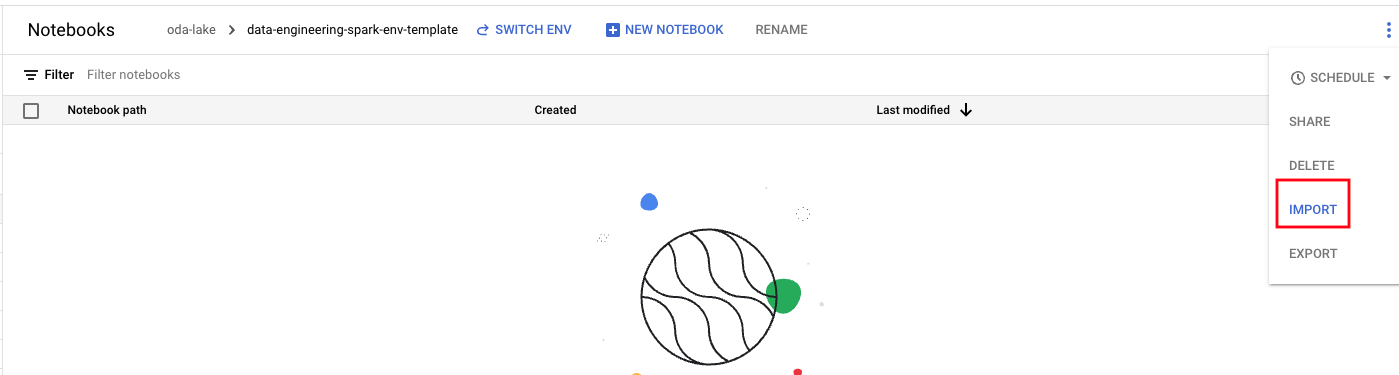 Notebooks oda-lake > data-engineering-spark-env-template SWITCH ENV NEW NOTEBOOK RENAME
Filter Filter notebooks
SCHEDULE
Notebook path Created Last modified
SHARE
DELETE
IMPORT
EXPORT